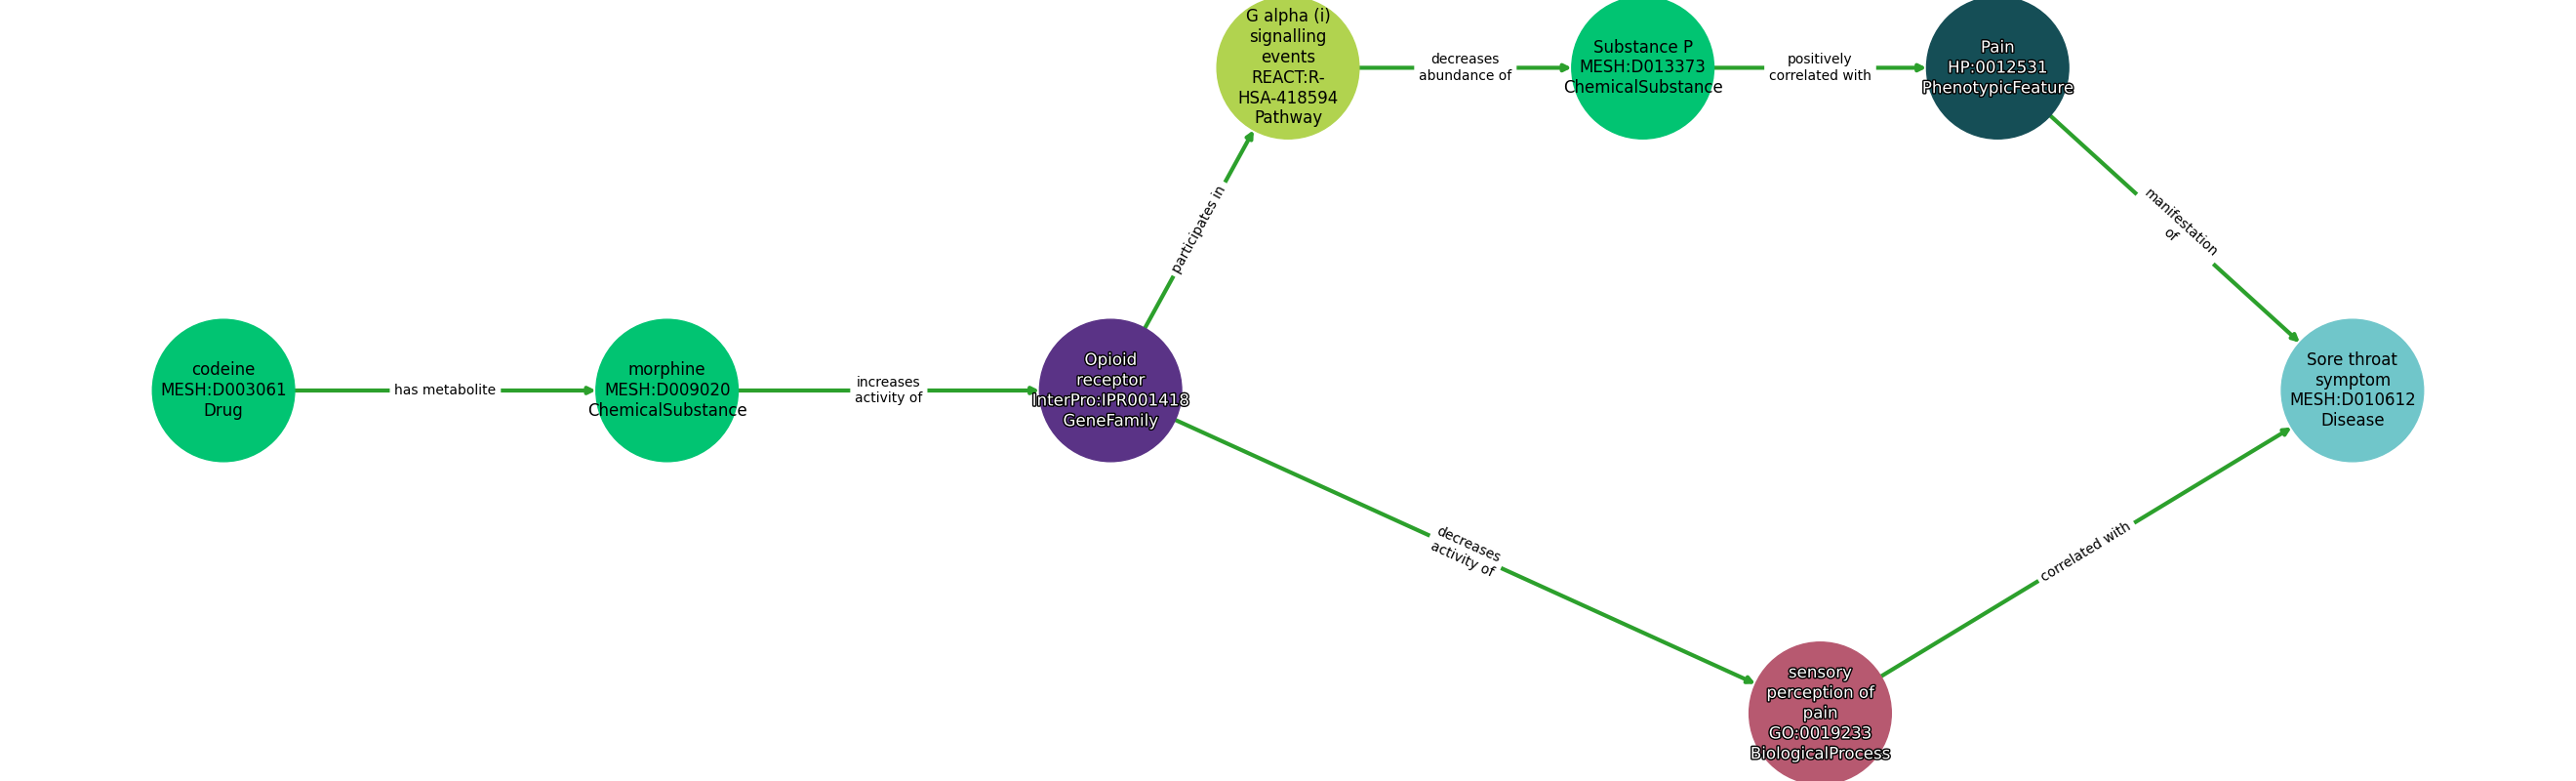 G alpha (i)
signalling
events
REACT:R-
HSA-418594
Pathway
decreases
abundance of
Substance P
MESH:D013373
ChemicalSubstance
positively
correlated with
Pain
HP:0012531
PhenotypicFeature
participates in
manifestation
of
codeine
MESH:D003061
Drug
has metabolite
morphine
MESH:D009020
ChemicalSubstance
increases
activity of
Opioid
receptor
InterPro:IPR001418
GeneFamily
Sore throat
symptom
MESH:D010612
Disease
decreases
activity of
correlated with
sensory
perception of
pain
GO:0019233
BiologicalProcess